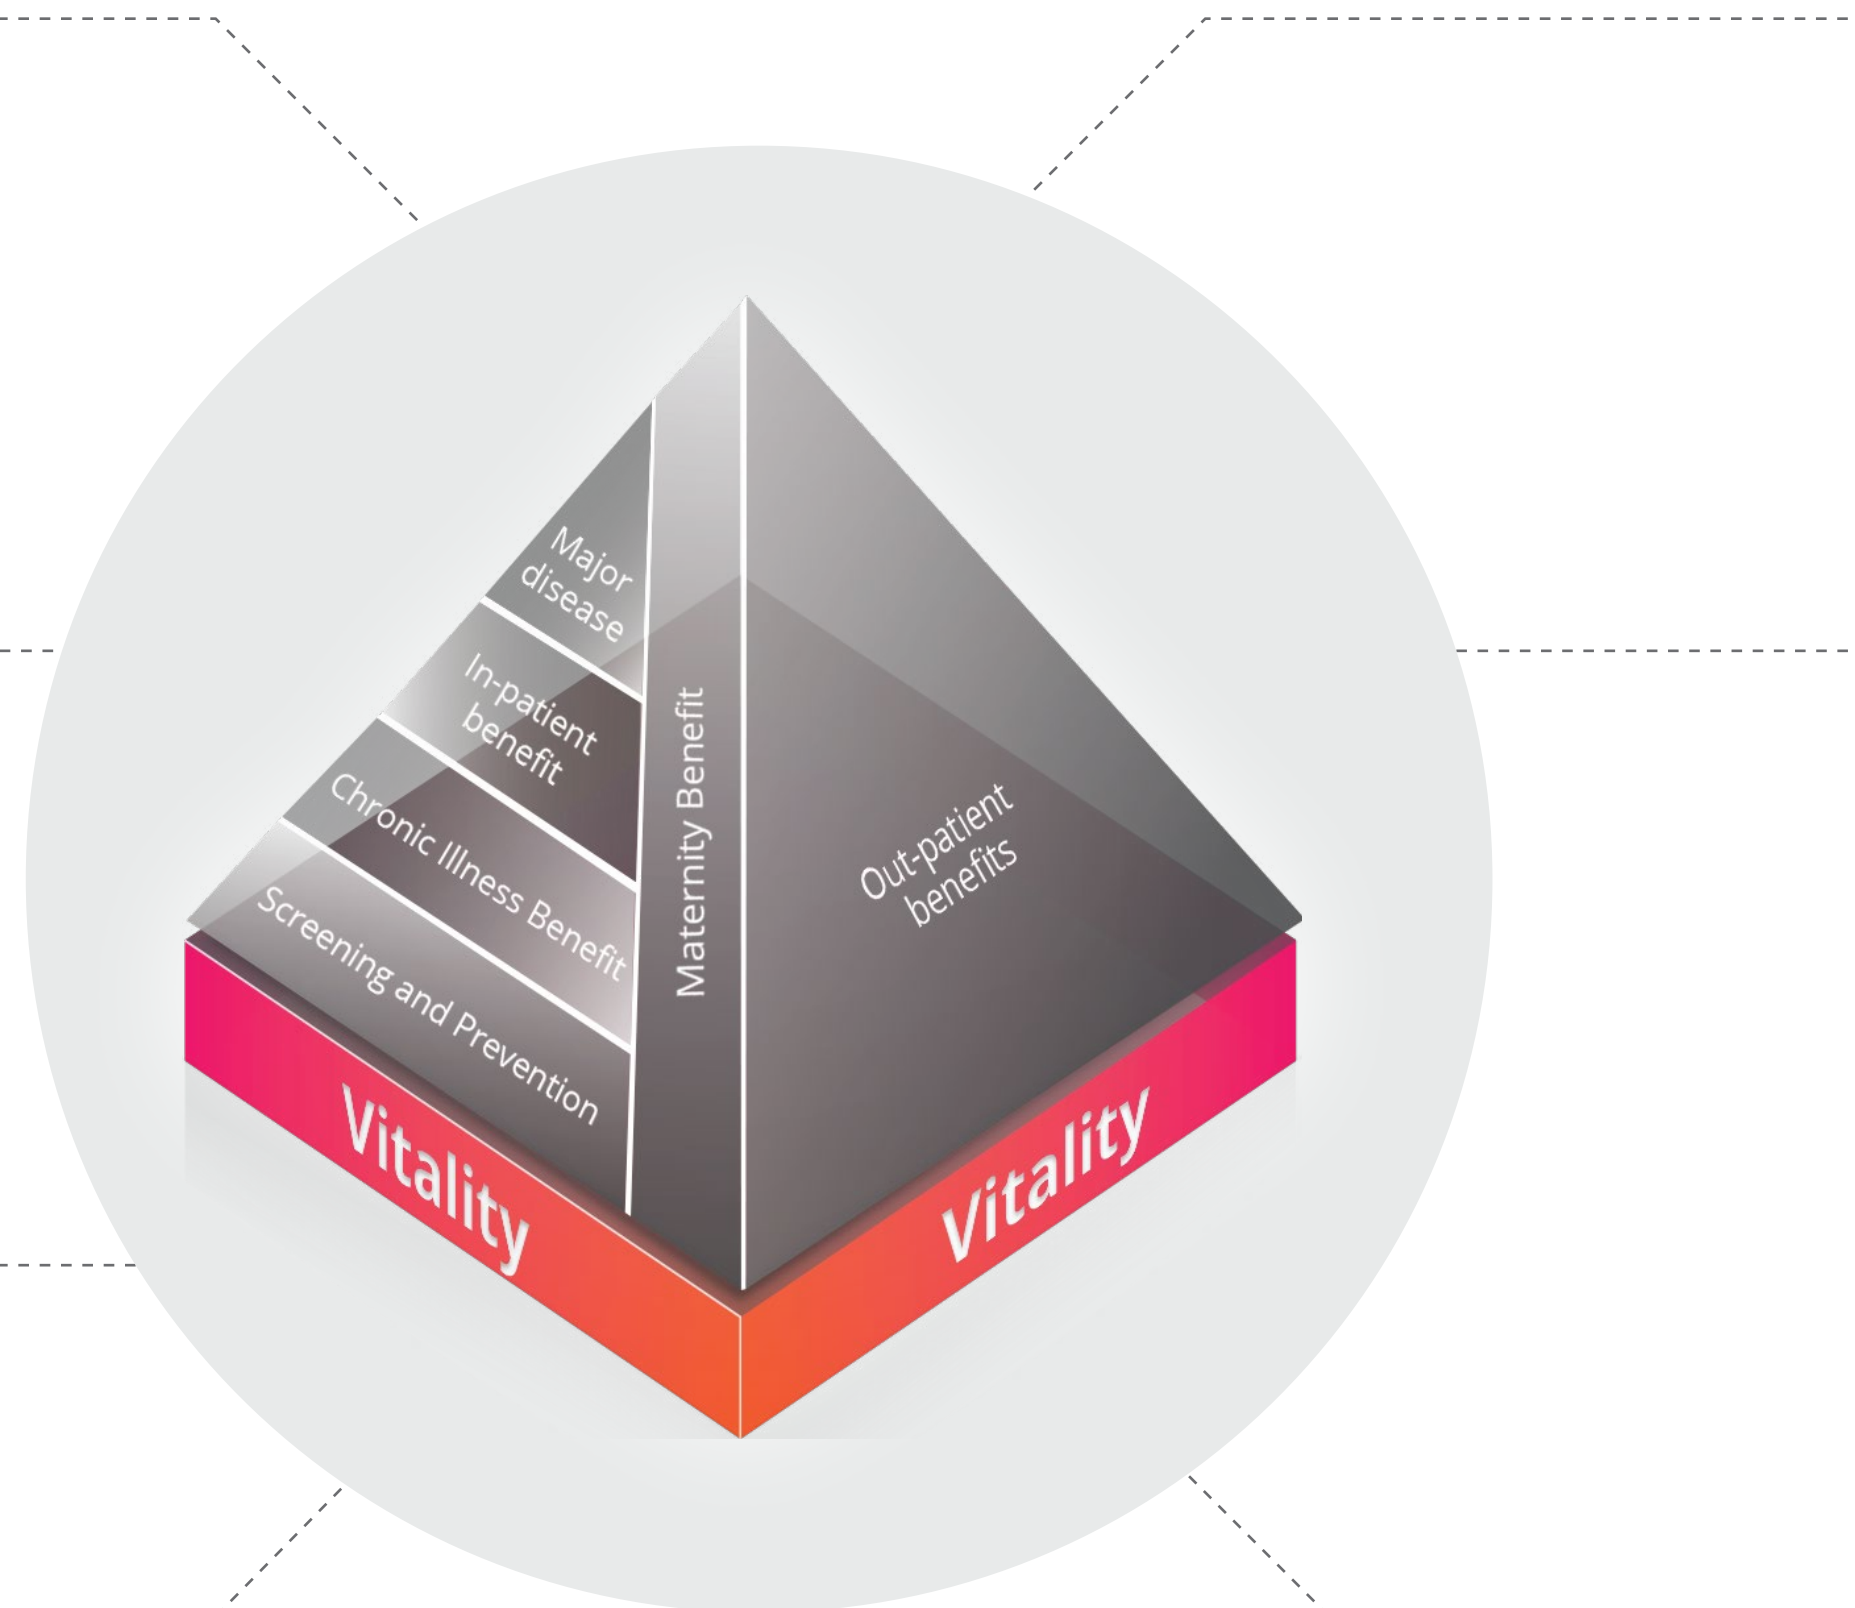 Major
disease
In-patient
benefit
Chronic Illness Benefit
Screening and Prevention
Maternity Benefit
Out-patient
benefits
Vitality
Vitality